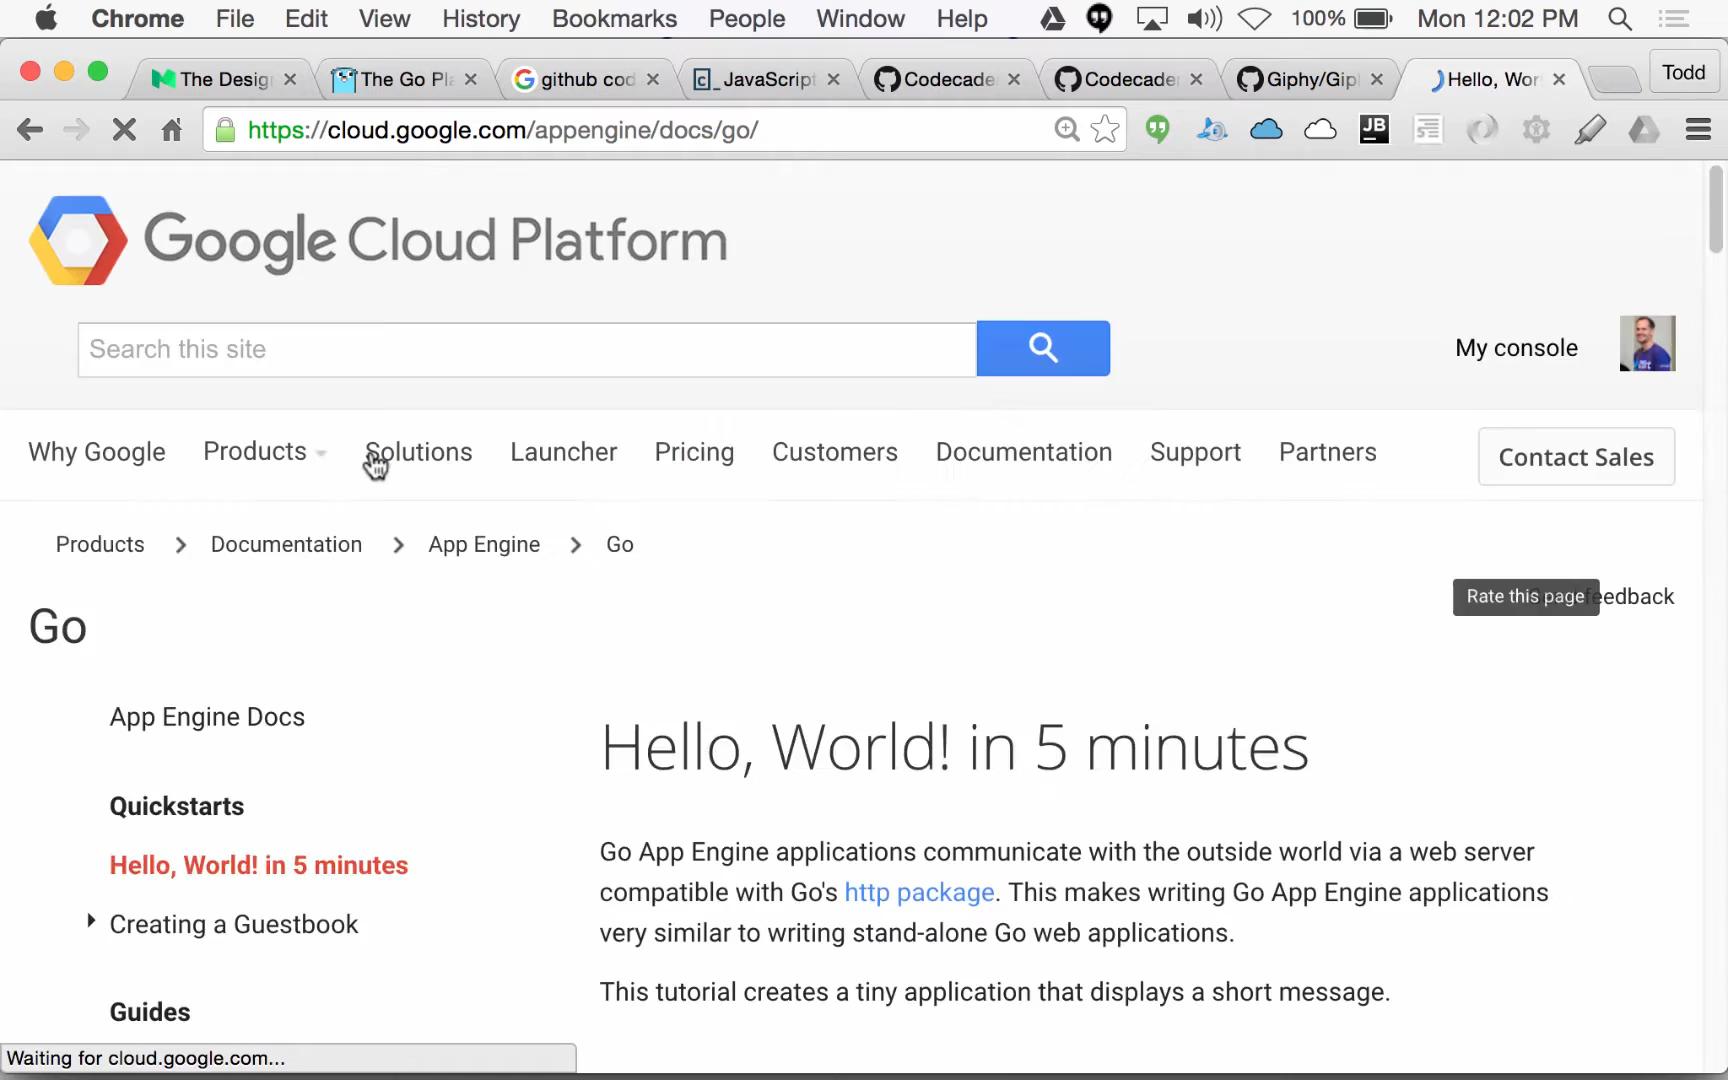 Chrome File Edit View History Bookmarks People Window Help 100% Mon 12:02 PM
The Desig The Go Pla github cod JavaScript Codecade Codecader Giphy/Gip Hello, Wor Todd
https://cloud.google.com/appengine/docs/go/ JB
Google Cloud Platform
Search this site My console
Why Google Products Solutions Launcher Pricing Customers Documentation Support Partners Contact Sales
Products > Documentation > App Engine > Go
Rate this page feedback
Go
App Engine Docs
Quickstarts
Hello, World! in 5 minutes
Creating a Guestbook
Guides
Hello, World! in 5 minutes
Go App Engine applications communicate with the outside world via a web server
compatible with Go's http package. This makes writing Go App Engine applications
very similar to writing stand-alone Go web applications.
This tutorial creates a tiny application that displays a short message.
Waiting for cloud.google.com...